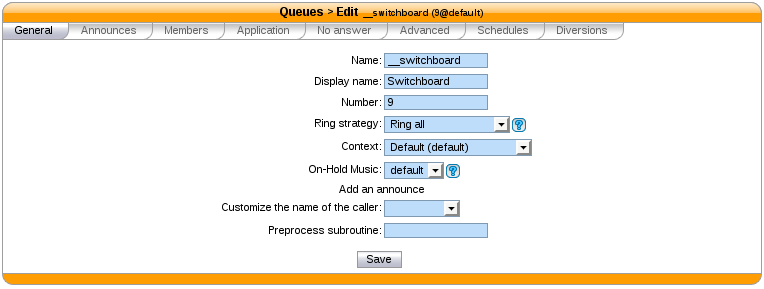 Queues > Edit __switchboard (9@default)
General Announces Members Application No answer Advanced Schedules Diversions
Name: __switchboard
Display name: Switchboard
Number: 9
Ring strategy: Ring all ?
Context: Default (default)
On-Hold Music: default ?
Add an announce
Customize the name of the caller:
Preprocess subroutine:
Save